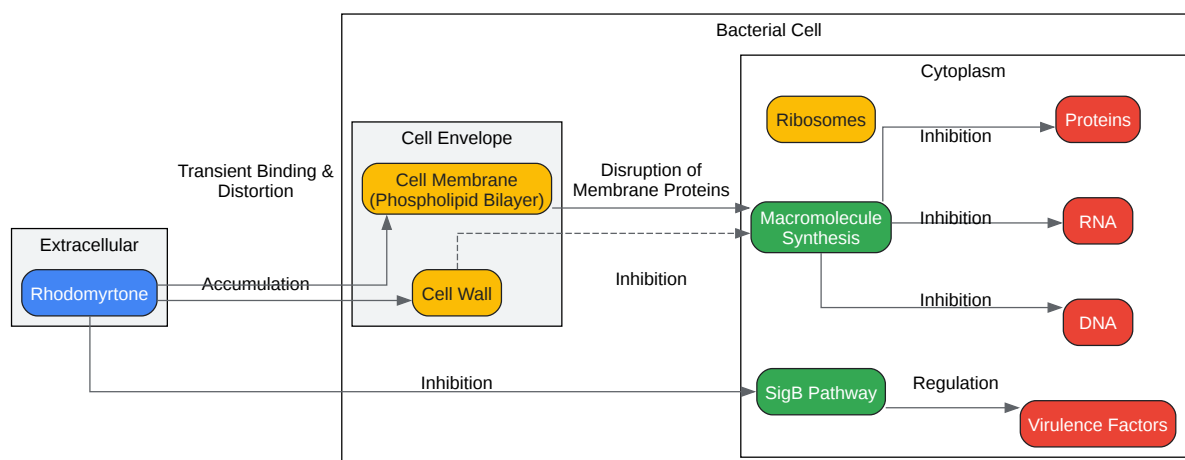 Bacterial Cell
Cytoplasm
Cell Envelope
Ribosomes
Proteins
Inhibition
Transient Binding &
Distortion
Cell Membrane
(Phospholipid Bilayer)
Disruption of
Membrane Proteins
Macromolecule
Synthesis
Inhibition
RNA
Extracellular
Rhodomyrtone
Accumulation
Cell Wall
Inhibition
Inhibition
DNA
Inhibition
SigB Pathway
Regulation
Virulence Factors